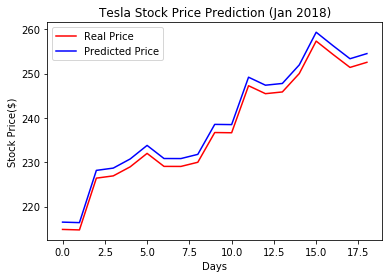 Tesla Stock Price Prediction (Jan 2018)
Real Price
Predicted Price
260
250
240
230
220
Stock Price($)
0.0 2.5 5.0 7.5 10.0 12.5 15.0 17.5
Days